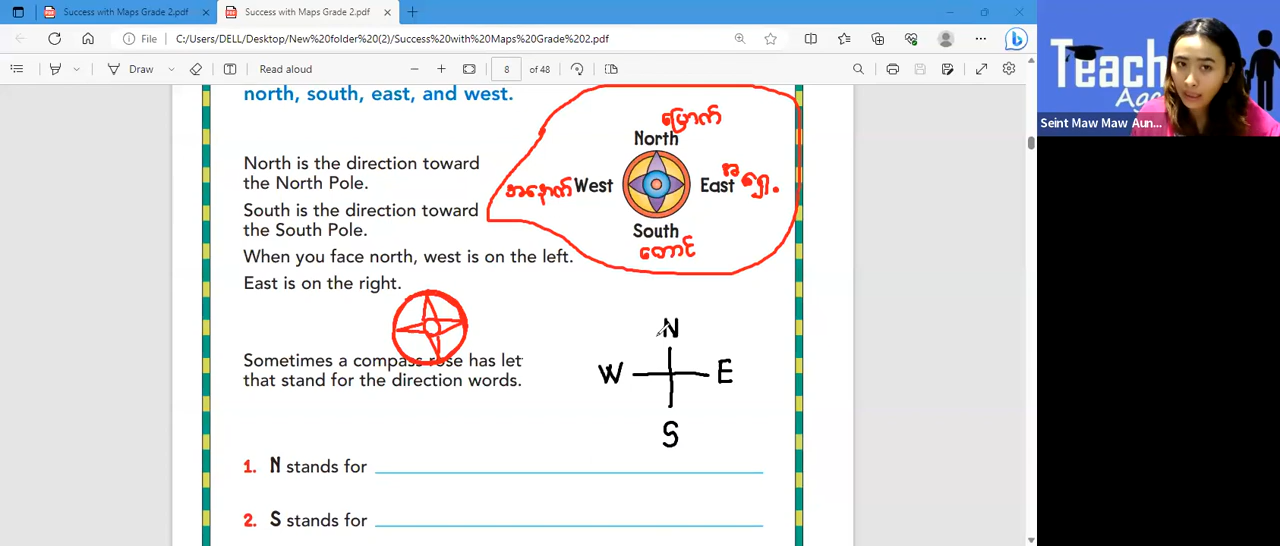 Success with Maps Grade 2.pdf
Success with Maps Grade 2.pdf
File
C:/Users/DELL/Desktop/New%20folder%20(2)/Success%20with%20Maps%20Grade%202.pdf
Draw
Read aloud
8 of 48
north, south, east, and west.
North is the direction toward
the North Pole.
South is the direction toward
the South Pole.
When you face north, west is on the left.
East is on the right.
မြောက်
North
အနောက် West
East အရှေ့
South
တောင်
Sometimes a compass rose has let
that stand for the direction words.
N
W E
S
1. N stands for
2. S stands for
Teach
Aga
Seint Maw Maw Aun...